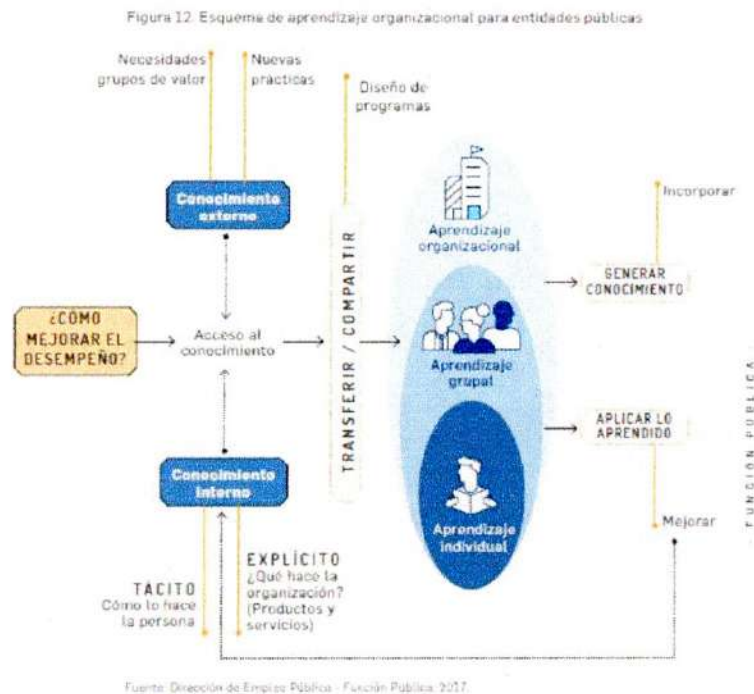 Figura 12. Esquema de aprendizaje organizacional para entidades públicas
Necesidades
grupos de valor
Nuevas
prácticas
Diseño de
programas
Conocimiento
externo
Aprendizaje
organizacional
Incorporar
GENERAR
CONOCIMIENTO
¿CÓMO
MEJORAR EL
DESEMPEÑO?
Acceso al
conocimiento
TRANSFERIR / COMPARTIR
Aprendizaje
grupal
APLICAR LO
APRENDIDO
FUNCIÓN PÚBLICA
Conocimiento
interno
Aprendizaje
individual
Mejorar
TÁCITO
Cómo lo hace
la persona
EXPLÍCITO
¿Qué hace la
organización?
(Productos y
servicios)
Fuente: Dirección de Empleo Público - Función Pública, 2017.